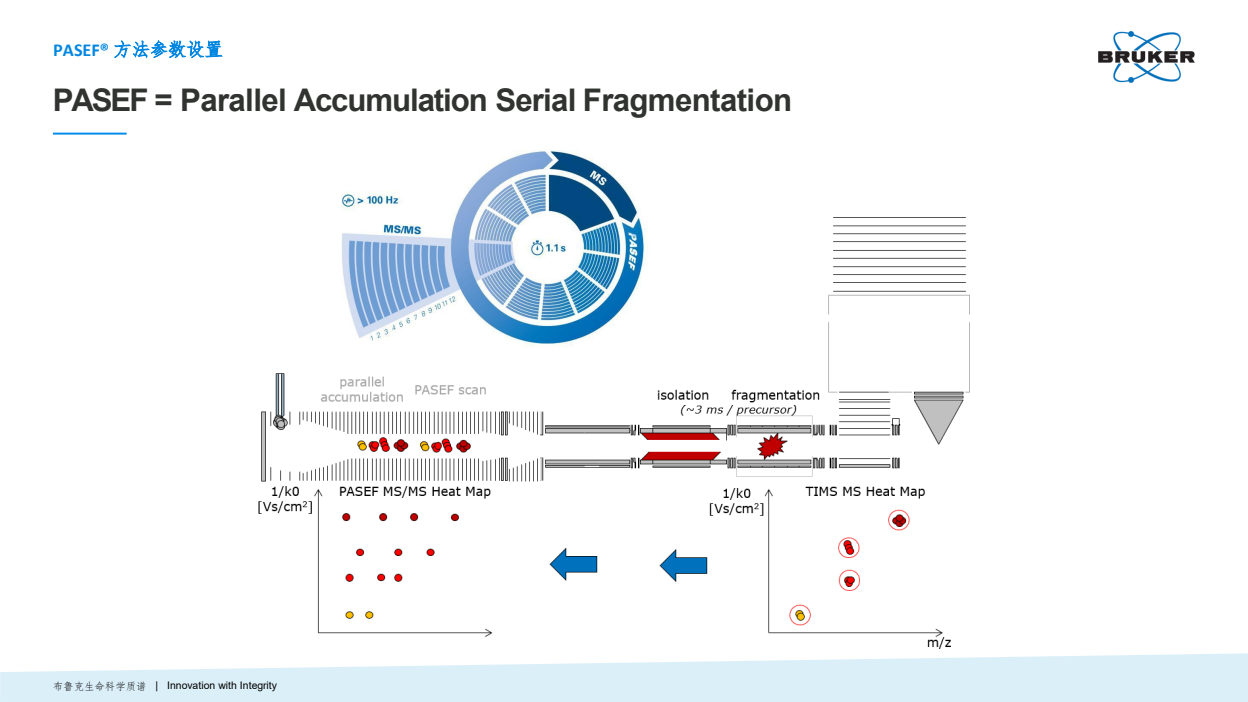 PASEF® 方法参数设置
BRUKER
PASEF = Parallel Accumulation Serial Fragmentation
MS
> 100 Hz
MS/MS
PASEF
1.1 s
1 2 3 4 5 6 7 8 9 10 11 12
parallel
accumulation
PASEF scan
isolation
fragmentation
(~3 ms / precursor)
1/k0
[Vs/cm²]
PASEF MS/MS Heat Map
1/k0
[Vs/cm²]
TIMS MS Heat Map
m/z
布鲁克生命科学质谱 | Innovation with Integrity